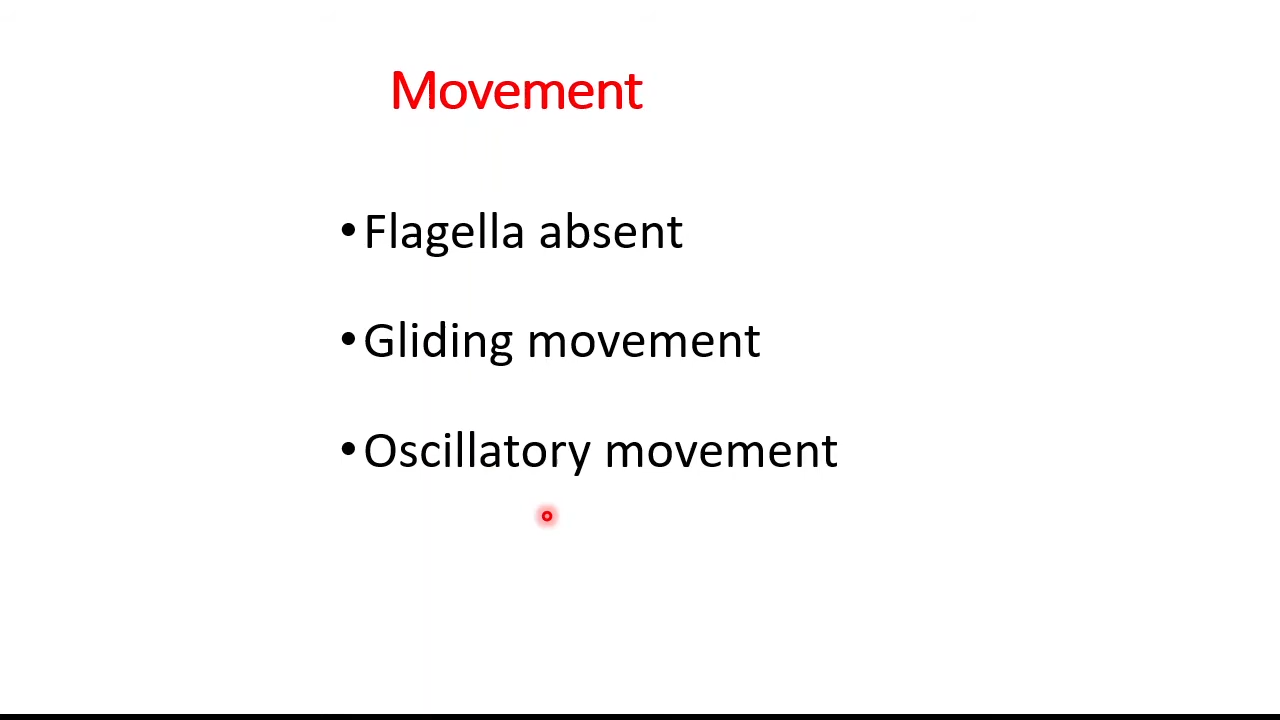 Movement
•Flagella absent
•Gliding movement
•Oscillatory movement